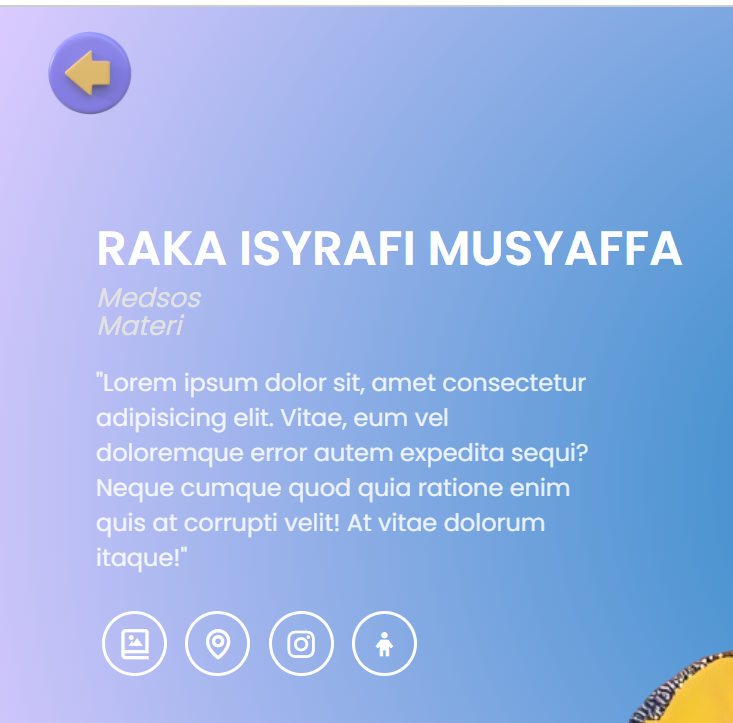 RAKA ISYRAFI MUSYAFFA
Medsos
Materi
"Lorem ipsum dolor sit, amet consectetur
adipisicing elit. Vitae, eum vel
doloremque error autem expedita sequi?
Neque cumque quod quia ratione enim
quis at corrupti velit! At vitae dolorum
itaque!"